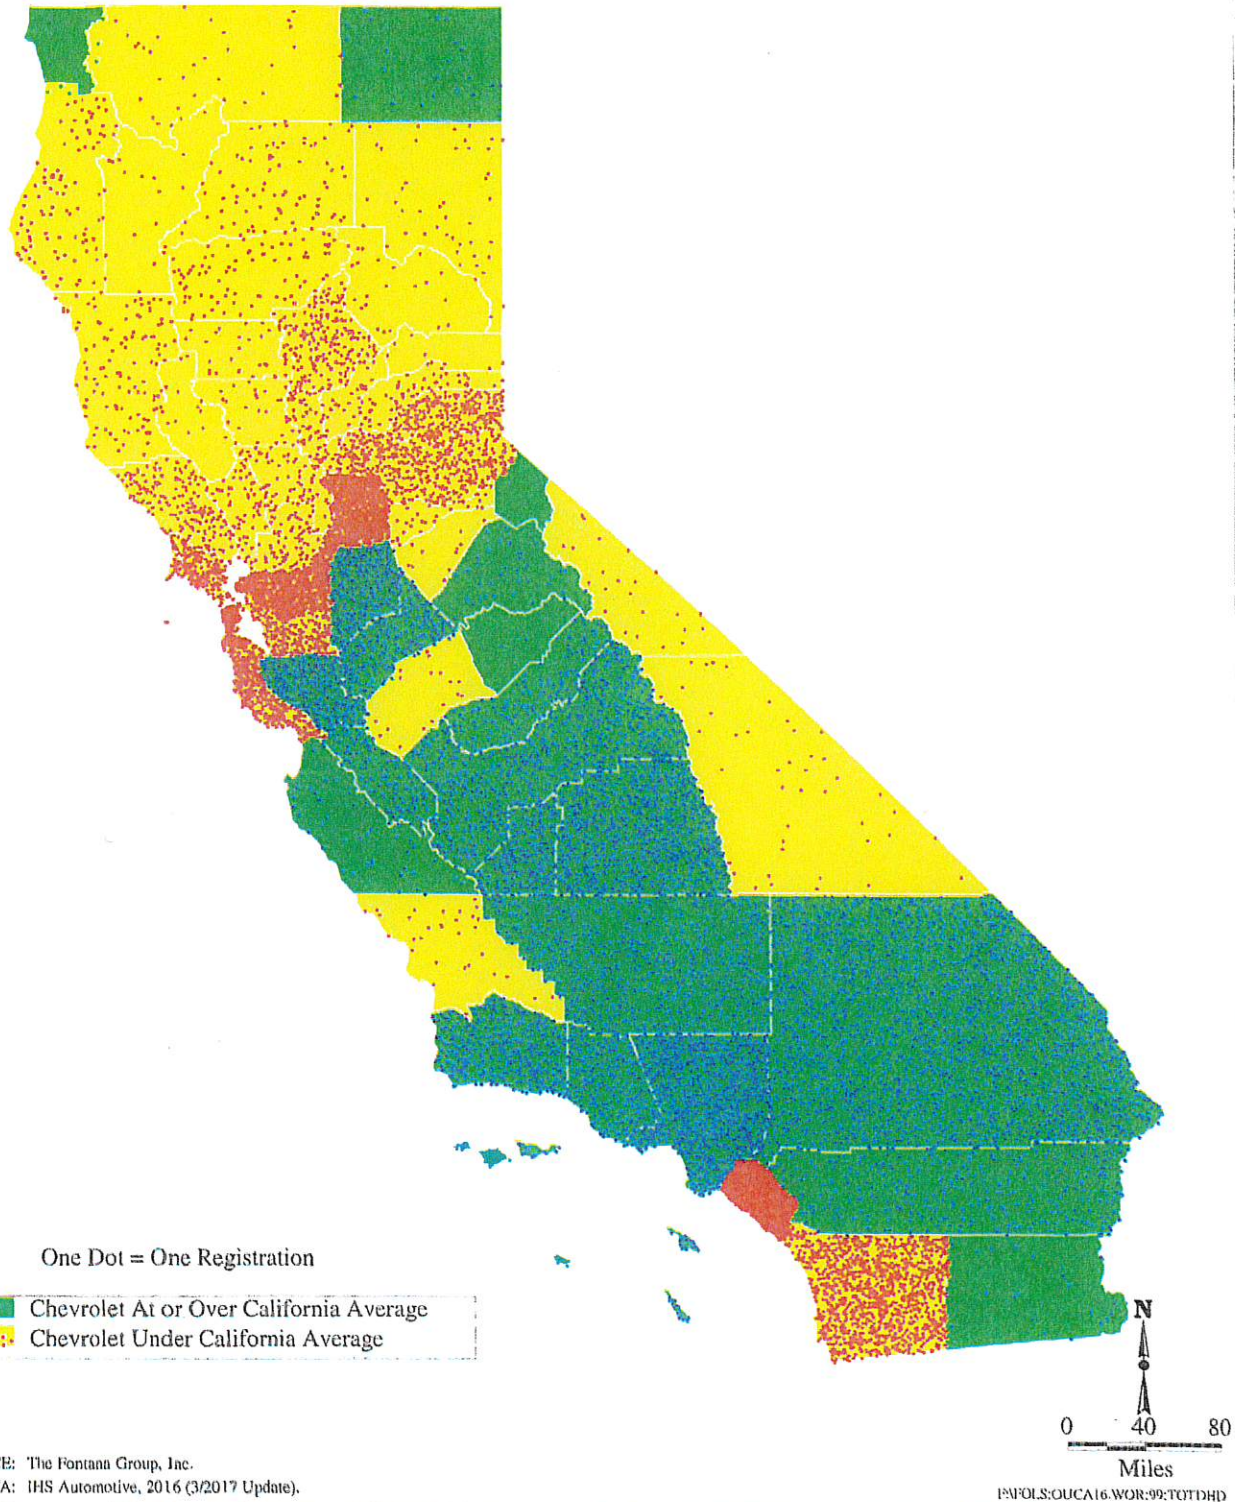 One Dot = One Registration
Chevrolet At or Over California Average
Chevrolet Under California Average
N
0 40 80
Miles
E: The Fontana Group, Inc.
A: IHS Automotive, 2016 (3/2017 Update).